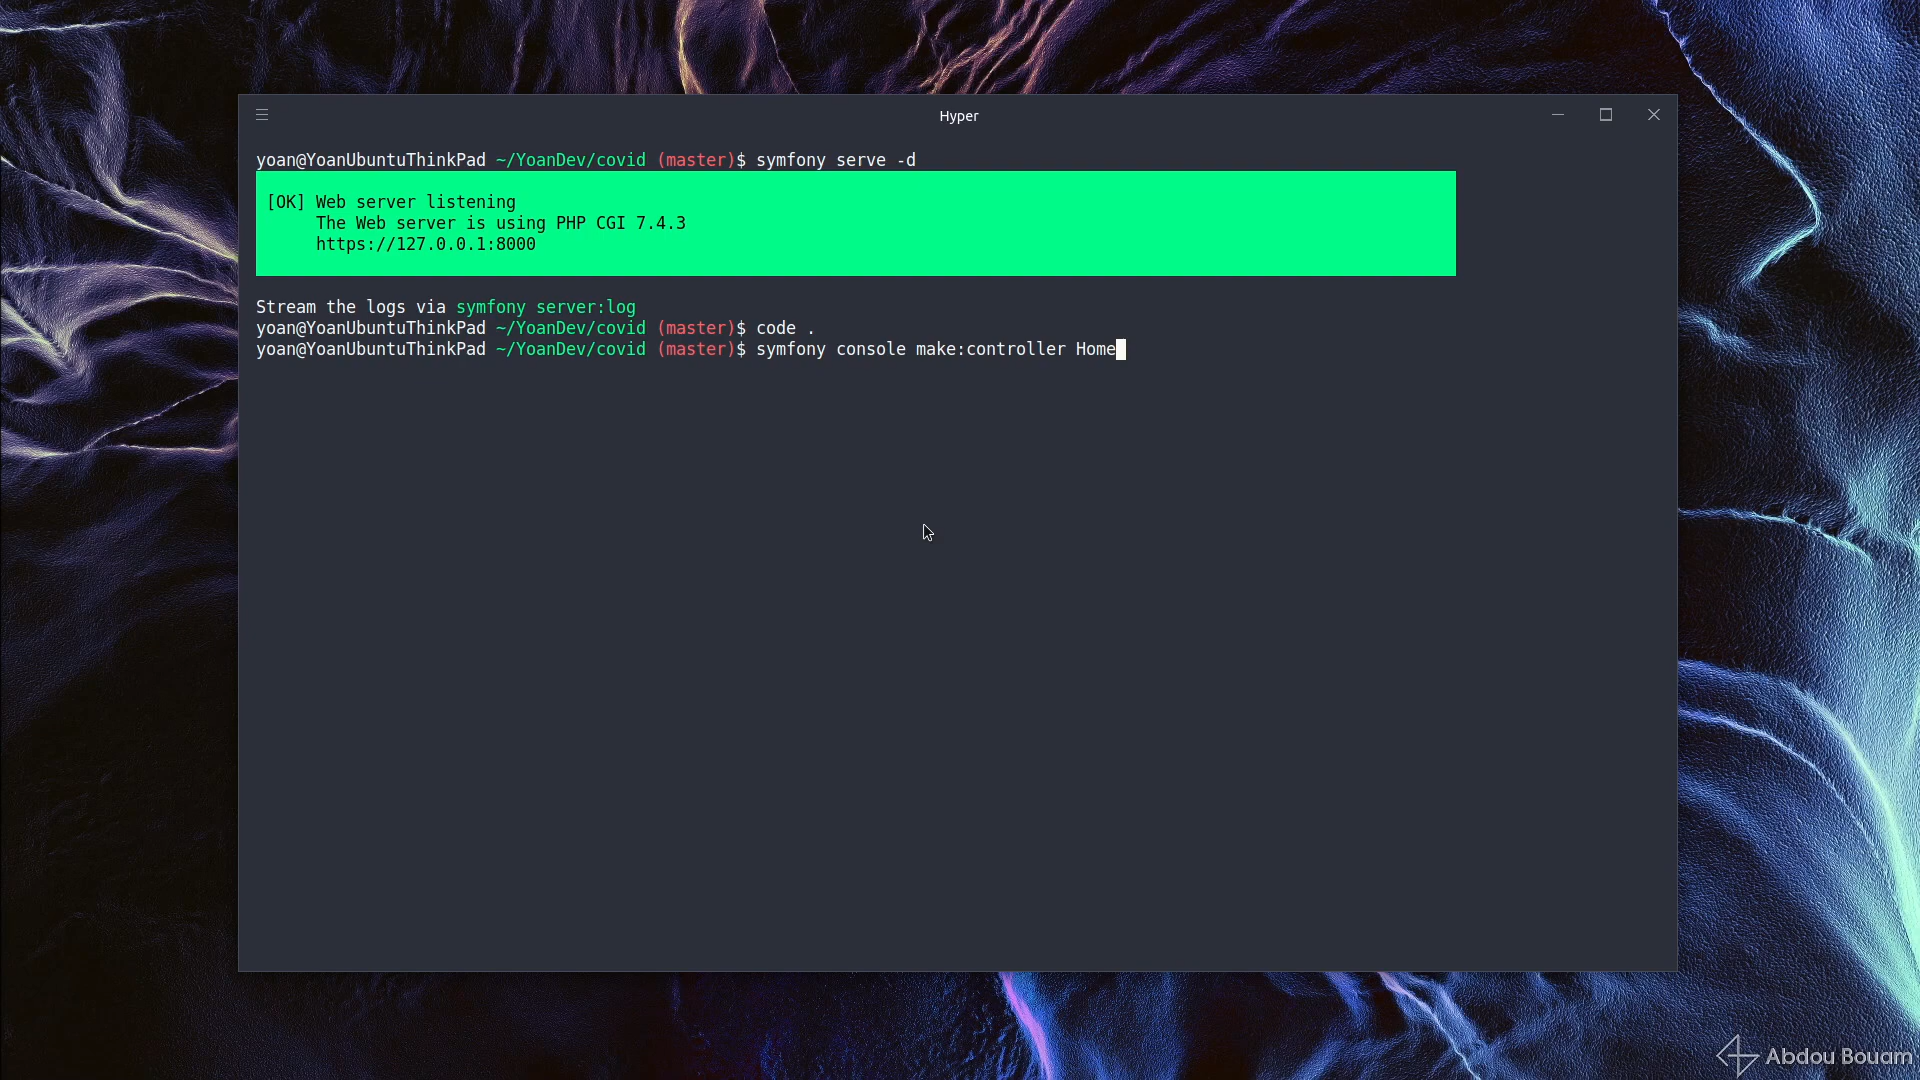 Hyper
yoan@YoanUbuntuThinkPad ~/YoanDev/covid (master)$ symfony serve -d
[OK] Web server listening
The Web server is using PHP CGI 7.4.3
https://127.0.0.1:8000
Stream the logs via symfony server:log
yoan@YoanUbuntuThinkPad ~/YoanDev/covid (master)$ code .
yoan@YoanUbuntuThinkPad ~/YoanDev/covid (master)$ symfony console make:controller Home
Abdou Bouam